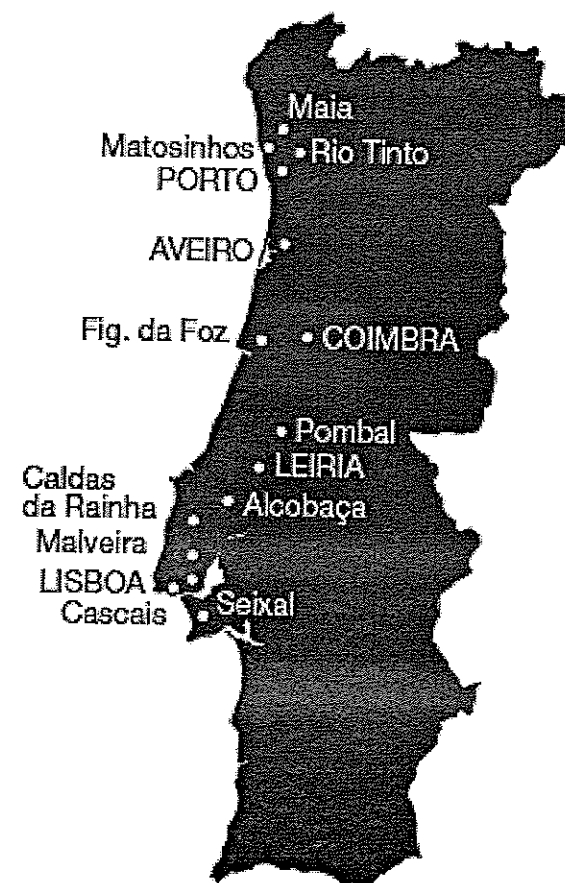 Maia
Matosinhos
Rio Tinto
PORTO
AVEIRO
Fig. da Foz
COIMBRA
Pombal
LEIRIA
Caldas
da Rainha
Alcobaça
Malveira
LISBOA
Cascais
Seixal